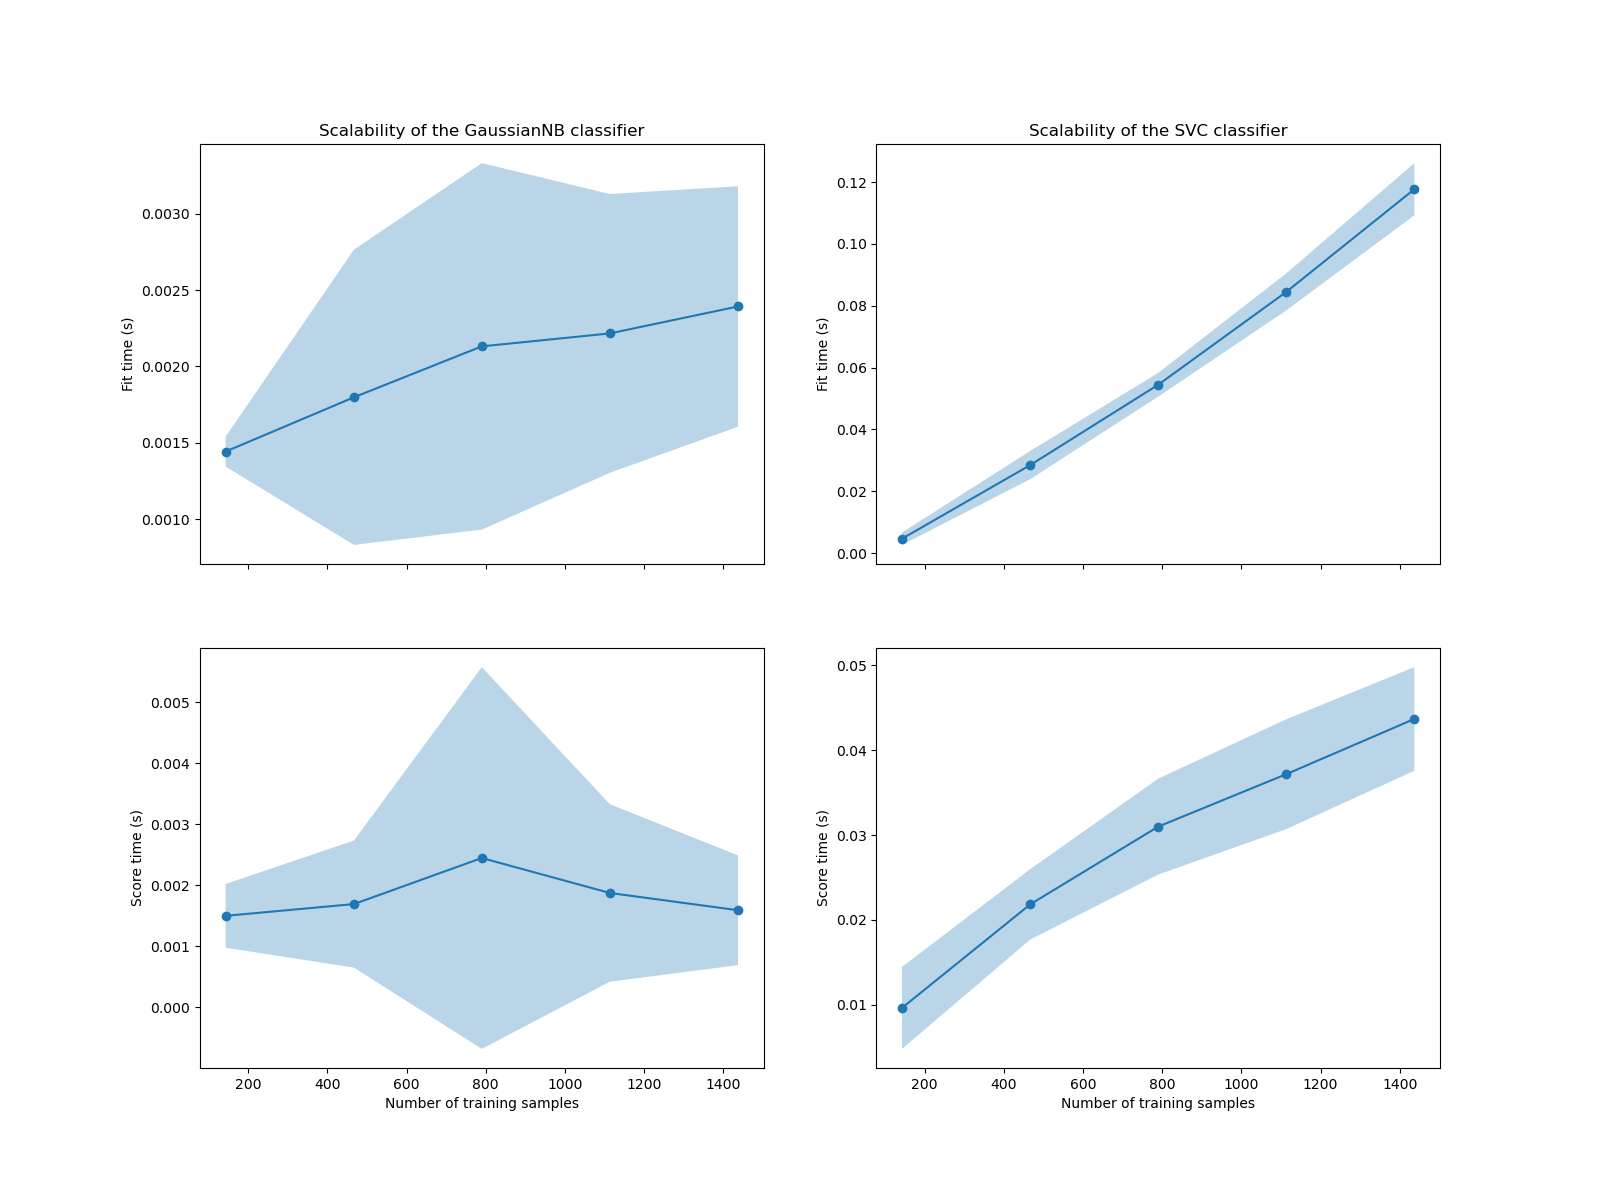 Scalability of the GaussianNB classifier
Fit time (s)
0.0030
0.0025
0.0020
0.0015
0.0010
Scalability of the SVC classifier
Fit time (s)
0.12
0.10
0.08
0.06
0.04
0.02
0.00
Score time (s)
0.005
0.004
0.003
0.002
0.001
0.000
200 400 600 800 1000 1200 1400
Number of training samples
Score time (s)
0.05
0.04
0.03
0.02
0.01
200 400 600 800 1000 1200 1400
Number of training samples